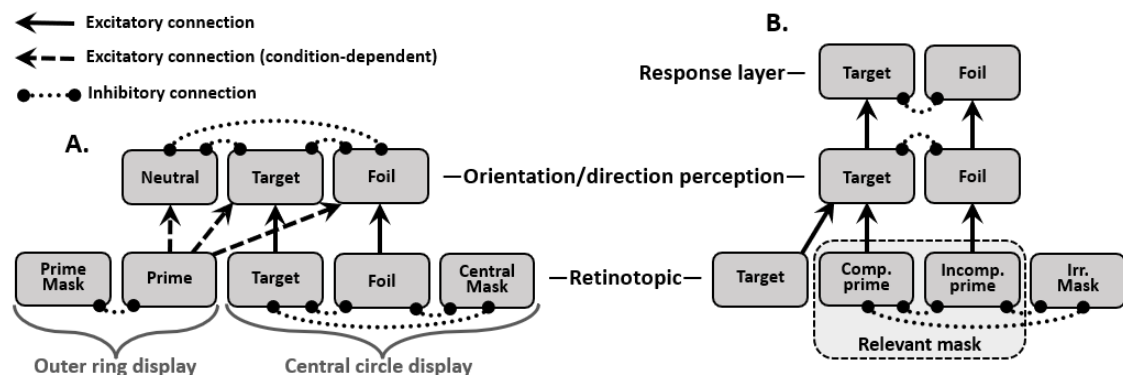 Excitatory connection
Excitatory connection (condition-dependent)
Inhibitory connection
A.
Neutral
Target
Foil
Prime
Mask
Prime
Target
Foil
Central
Mask
Outer ring display
Central circle display
Response layer—
—Orientation/direction perception—
—Retinotopic—
B.
Target
Foil
Target
Foil
Target
Comp.
prime
Incomp.
prime
Irr.
Mask
Relevant mask